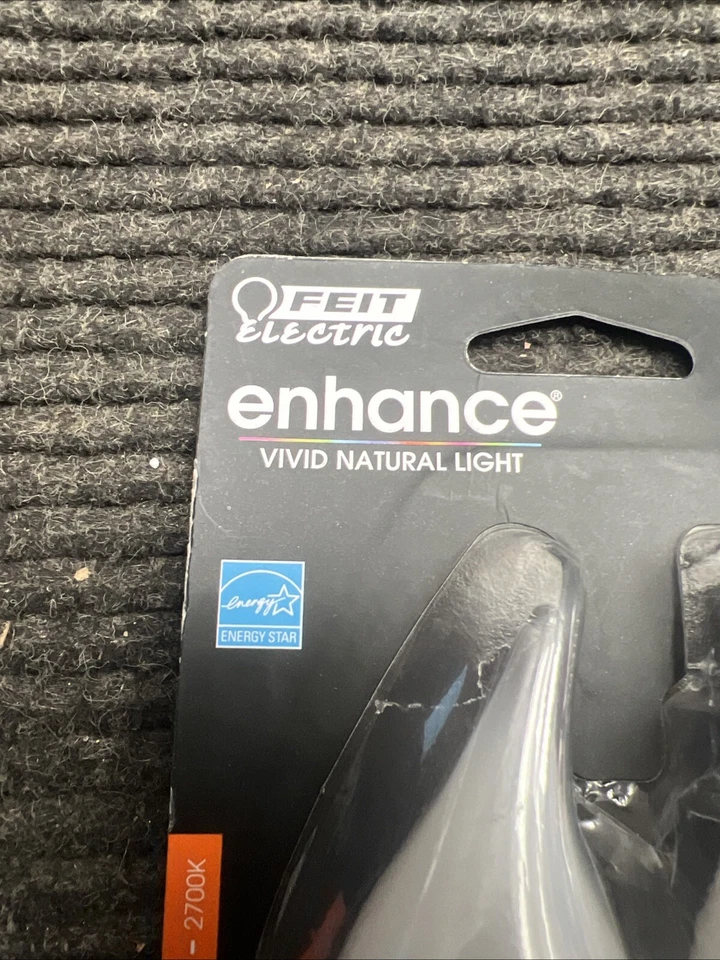 FEIT
ELECTRIC
enhance®
VIVID NATURAL LIGHT
energy
ENERGY STAR
- 2700K